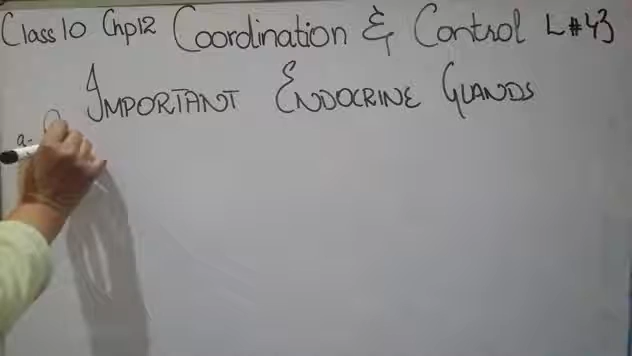 Class 10 Chp12 Coordination & Control L#43
IMPORTANT ENDOCRINE GLANDS
a-